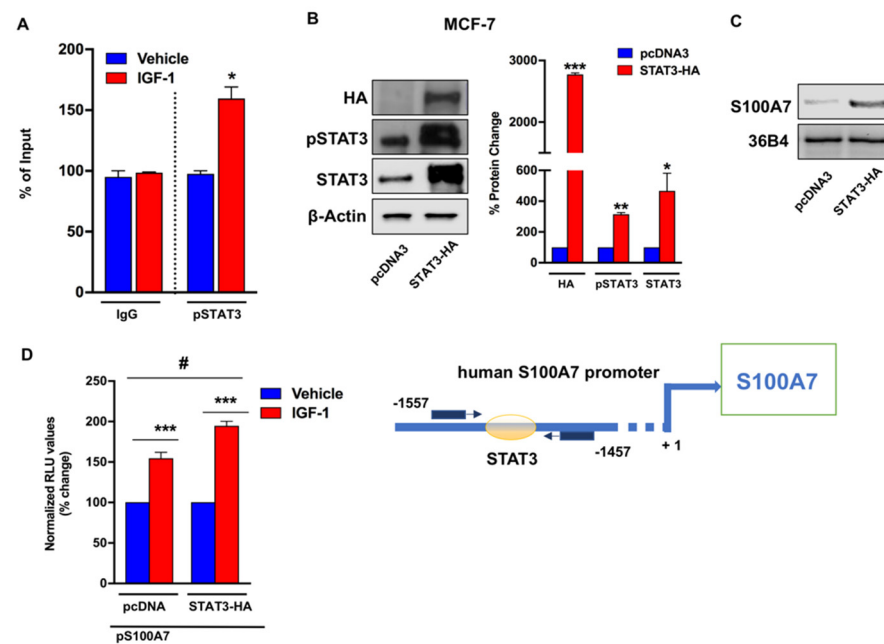 A
200
150
100
50
0
% of Input
Vehicle
IGF-1
*
IgG
pSTAT3
B
MCF-7
HA
pSTAT3
STAT3
β-Actin
pcDNA3
STAT3-HA
pcDNA3
STAT3-HA
% Protein Change
3000
2500
600
400
200
0
***
**
*
HA
pSTAT3
STAT3
C
S100A7
36B4
pcDNA3
STAT3-HA
D
#
Vehicle
IGF-1
Normalized RLU values
(% change)
250
200
150
100
50
0
***
***
pcDNA
STAT3-HA
pS100A7
human S100A7 promoter
-1557
STAT3
-1457
+ 1
S100A7